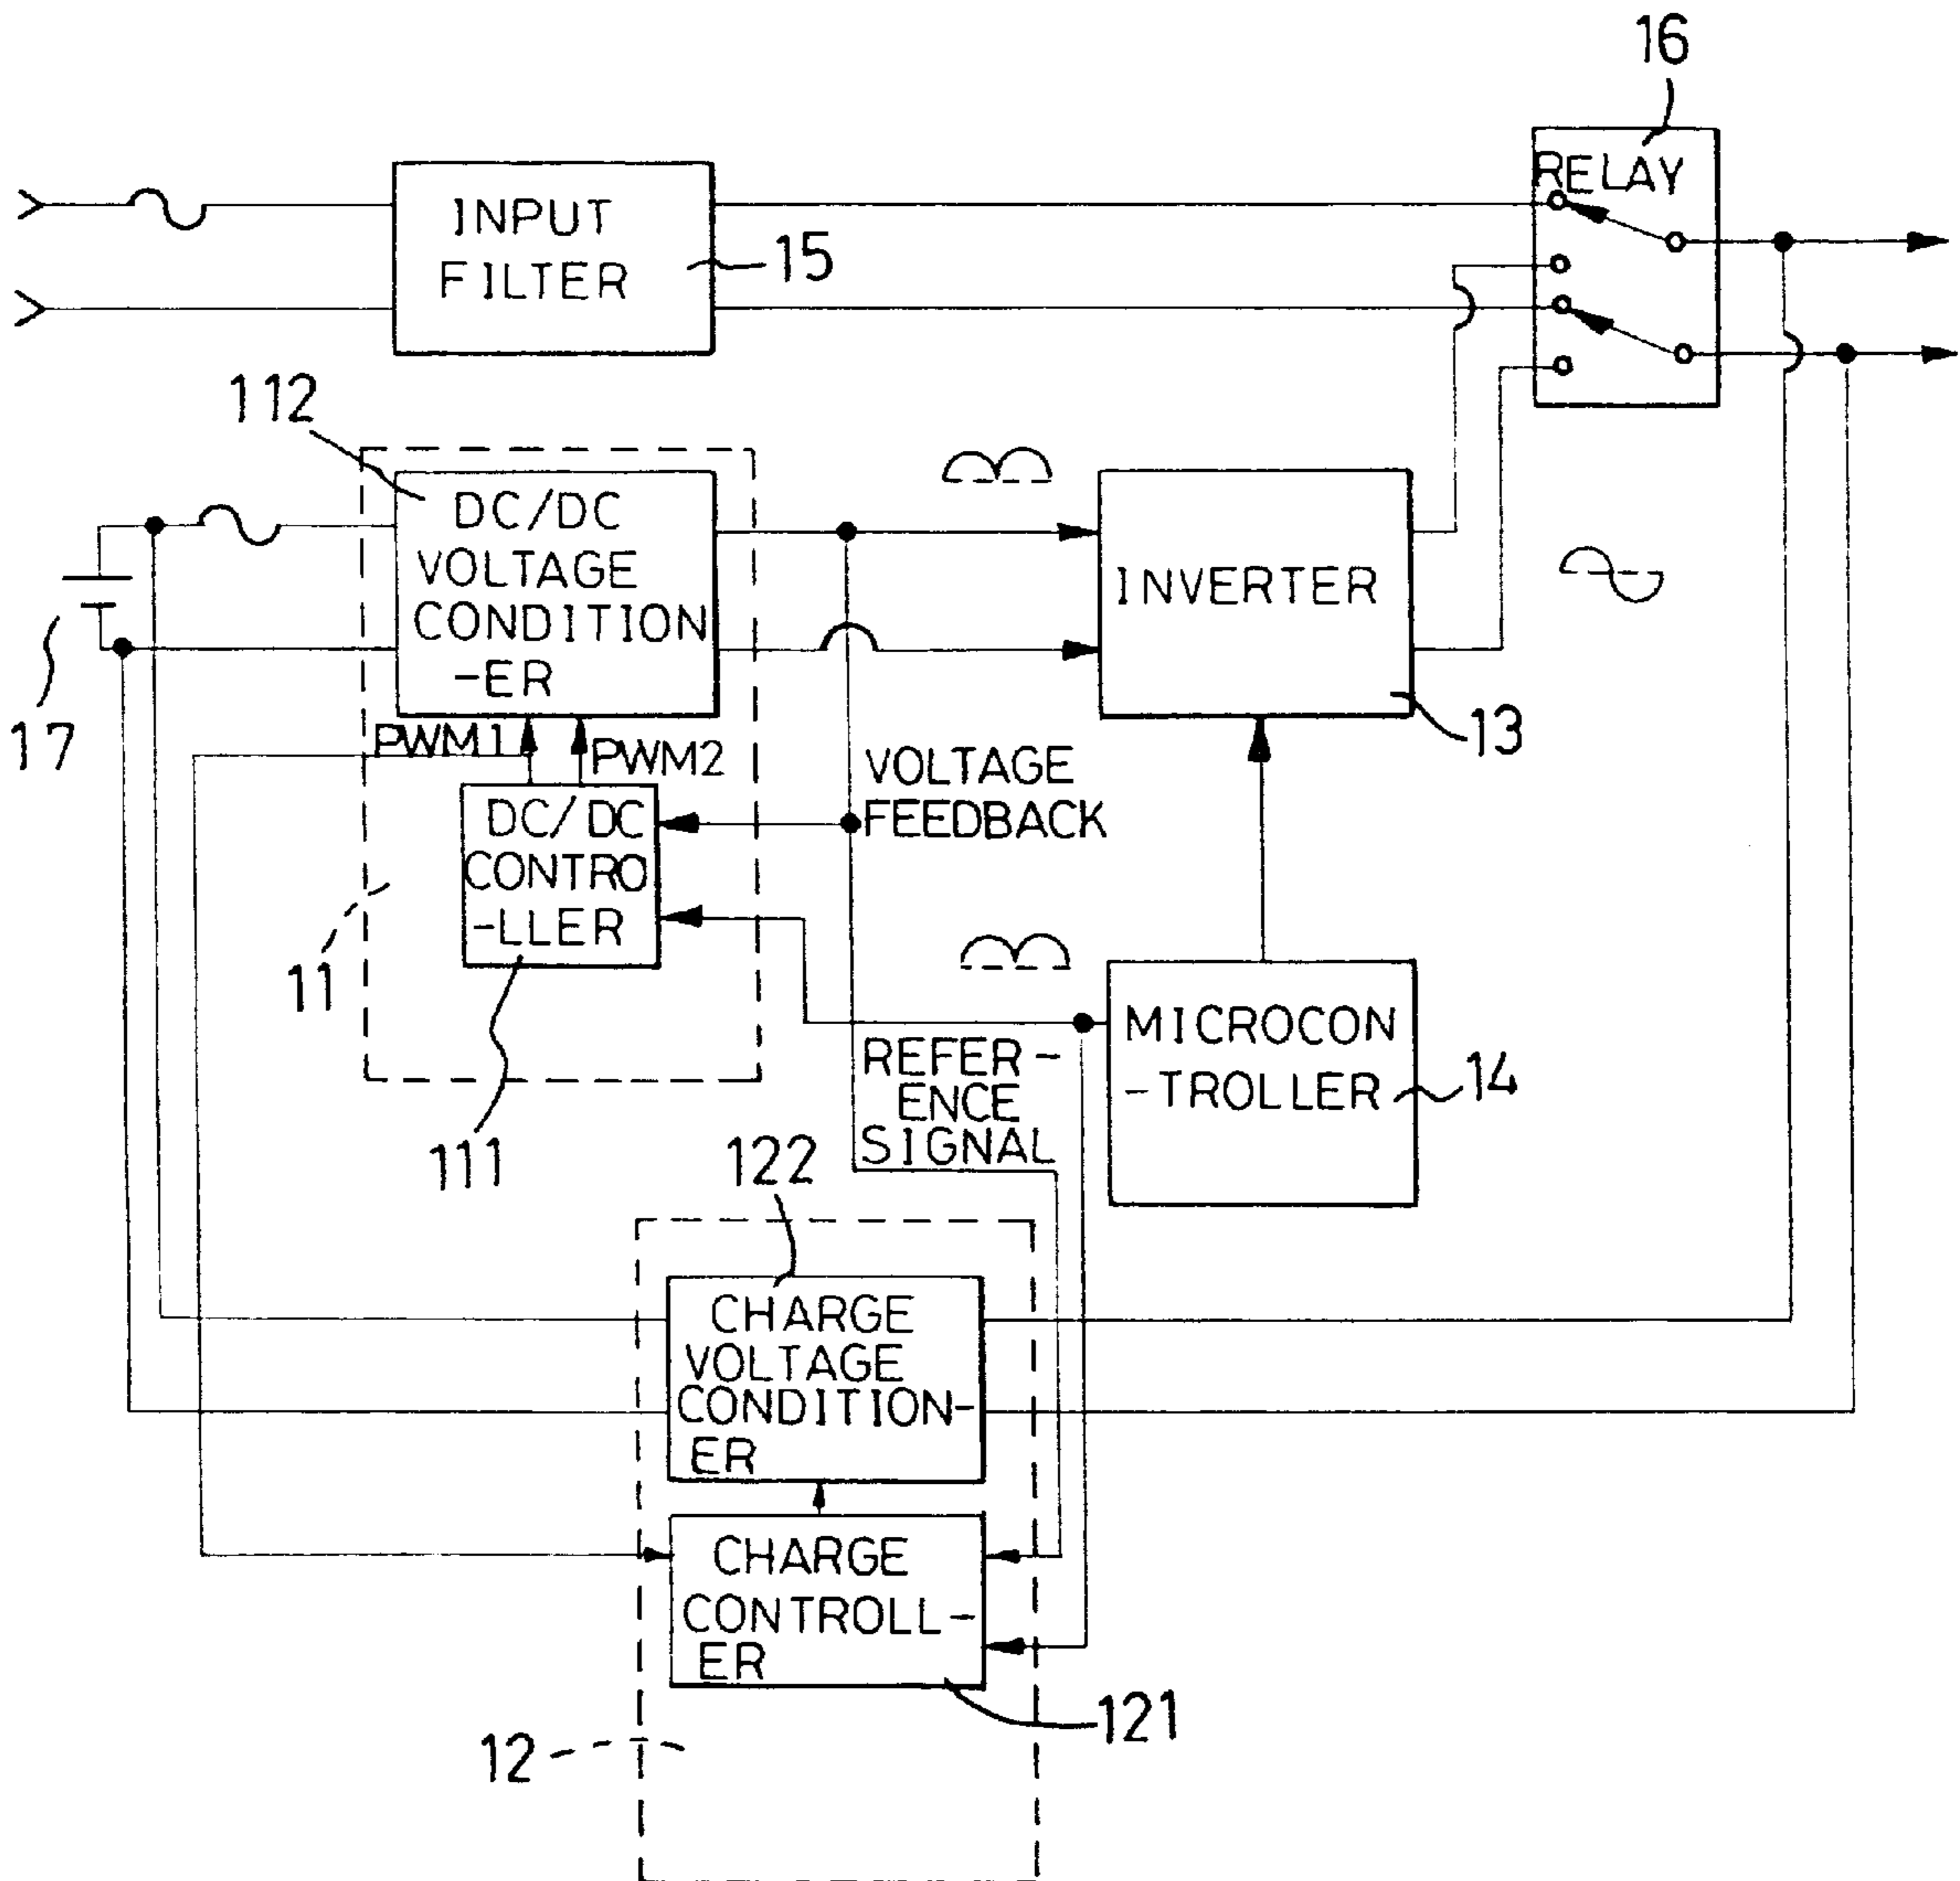 16
RELAY
INPUT
FILTER
15
112
DC/DC
VOLTAGE
CONDITION
-ER
INVERTER
13
17
PWM1
PWM2
VOLTAGE
FEEDBACK
DC/DC
CONTRO
-LLER
11
111
REFER-
ENCE
SIGNAL
MICROCON
-TROLLER
14
122
CHARGE
VOLTAGE
CONDITION-
ER
CHARGE
CONTROLL-
ER
121
12